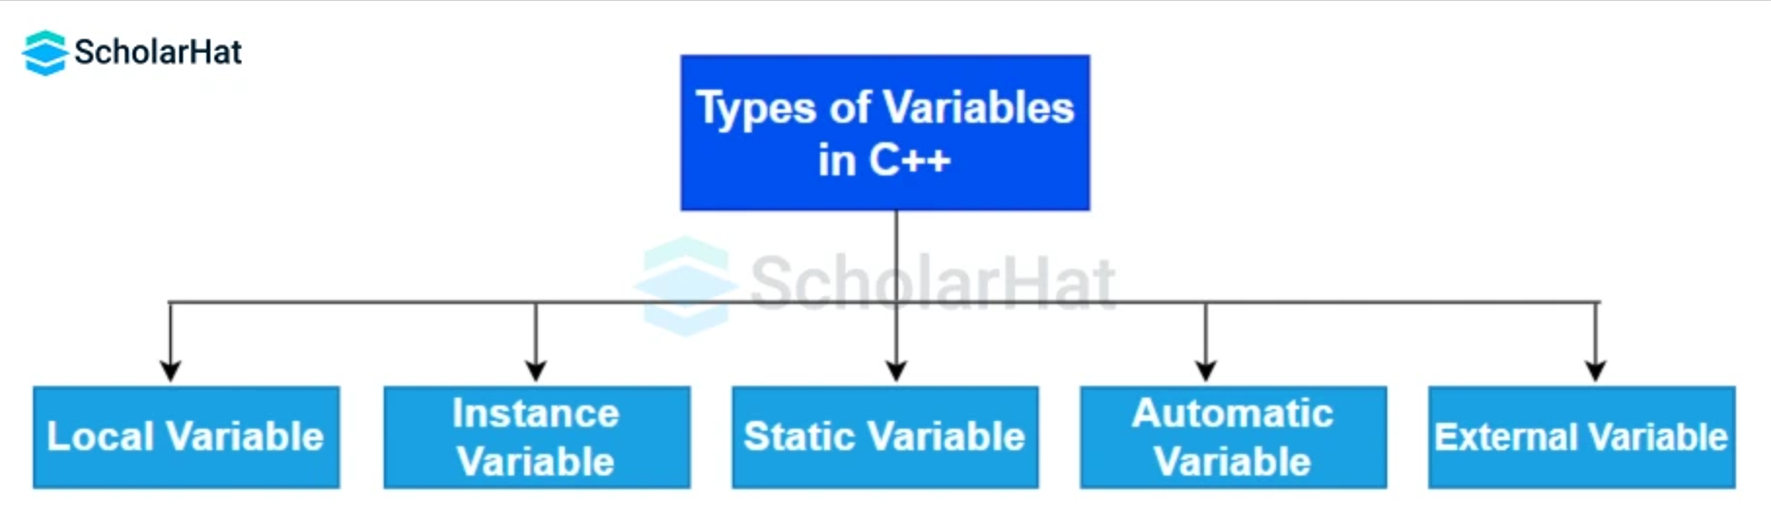 ScholarHat
Types of Variables
in C++
ScholarHat
Local Variable
Instance
Variable
Static Variable
Automatic
Variable
External Variable